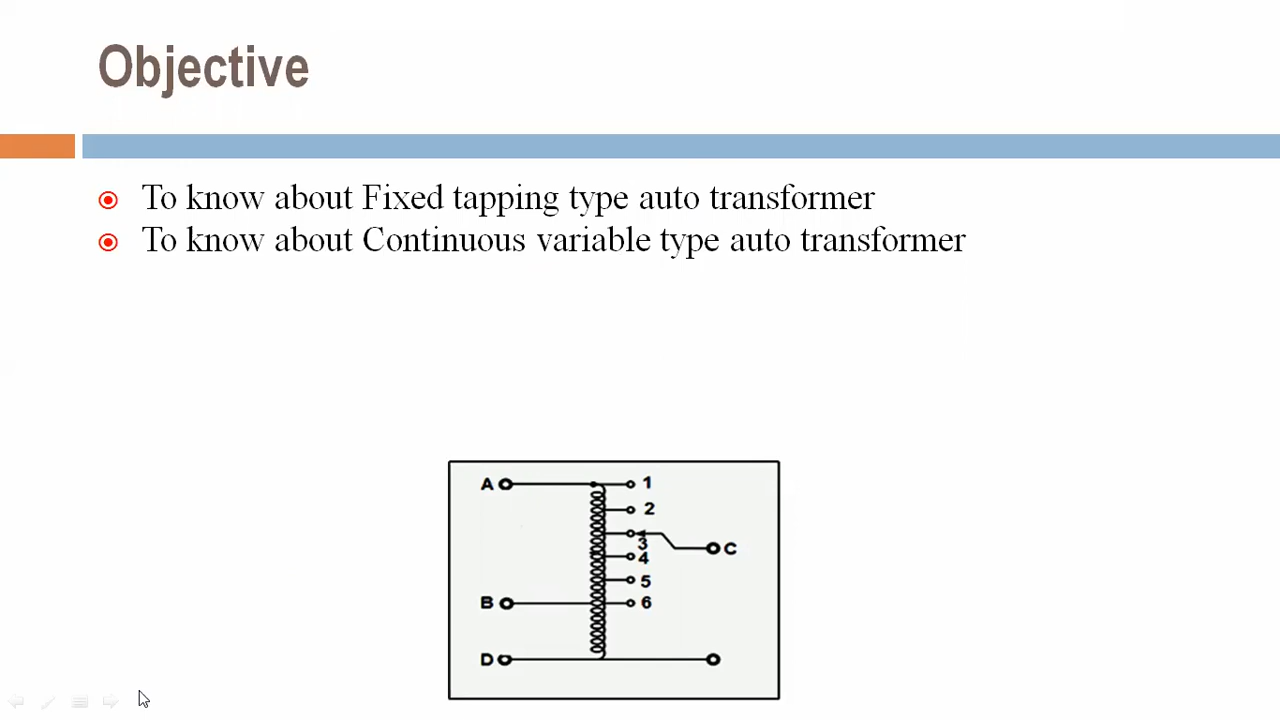 Objective
To know about Fixed tapping type auto transformer
To know about Continuous variable type auto transformer
A 1
2
3
C
4
5
B 6
D